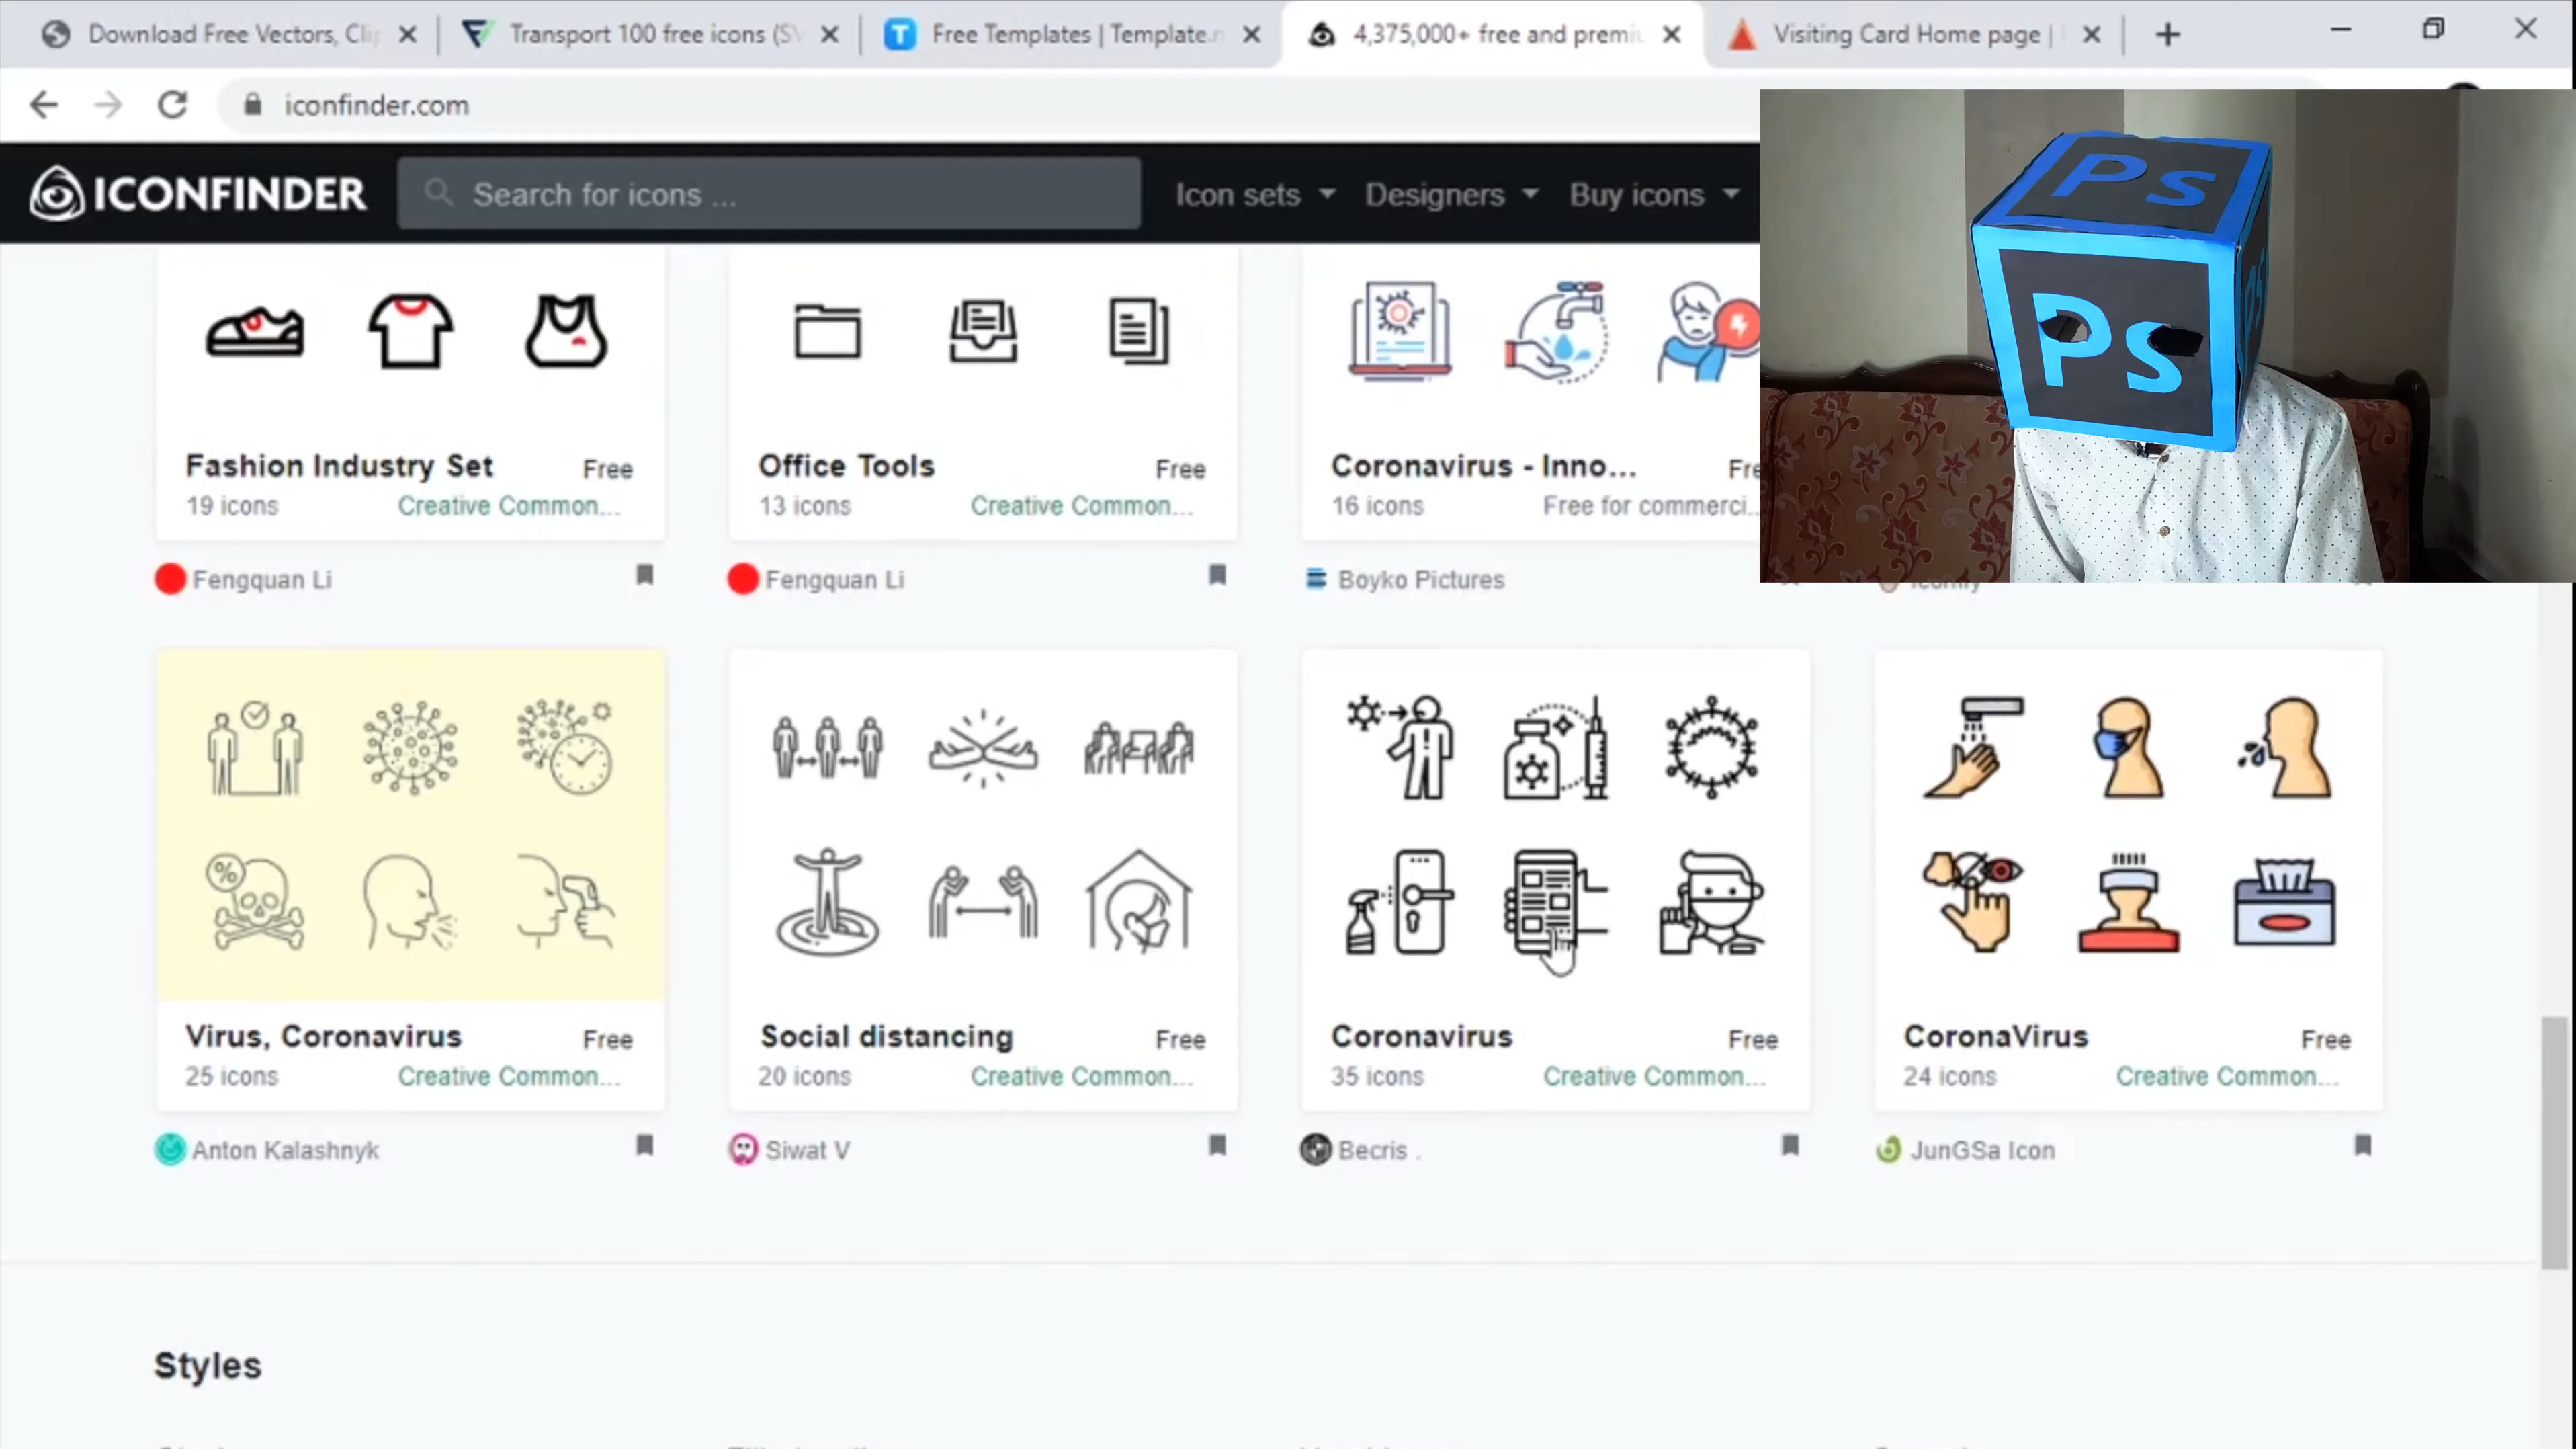 Download Free Vectors, Cli
Transport 100 free icons (SV
Free Templates | Template.n
4,375,000+ free and premiu
Visiting Card Home page |
iconfinder.com
ICONFINDER
Search for icons ...
Icon sets
Designers
Buy icons
Ps
Ps
Fashion Industry Set
Free
19 icons
Creative Common...
Fengquan Li
Office Tools
Free
13 icons
Creative Common...
Fengquan Li
Coronavirus - Inno...
Fre
16 icons
Free for commerci...
Boyko Pictures
Virus, Coronavirus
Free
25 icons
Creative Common...
Anton Kalashnyk
Social distancing
Free
20 icons
Creative Common...
Siwat V
Coronavirus
Free
35 icons
Creative Common...
Becris .
CoronaVirus
Free
24 icons
Creative Common...
JunGSa Icon
Styles